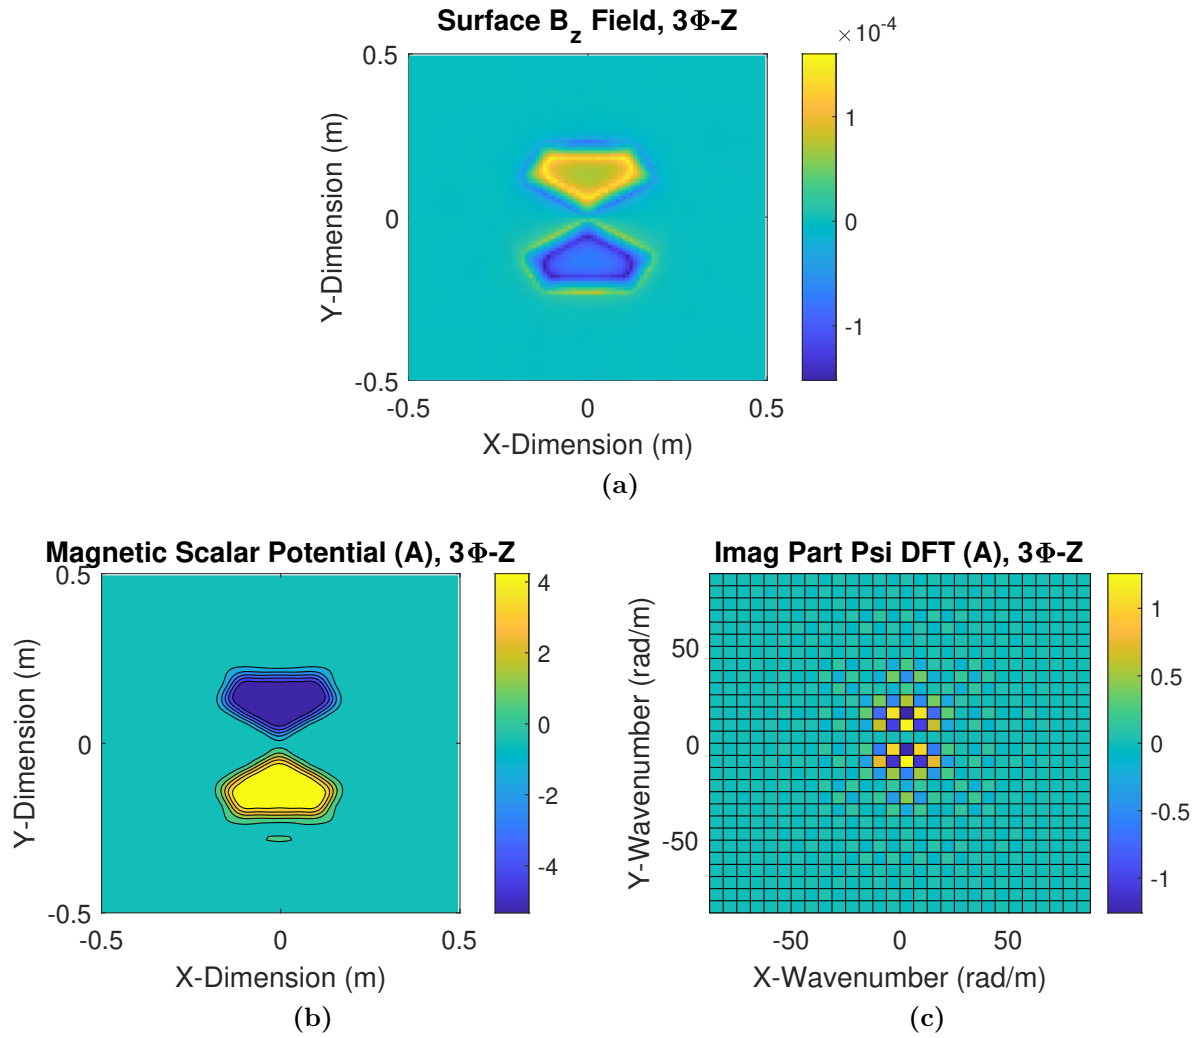 Surface B_z Field, 3Φ-Z
×10^-4
0.5
0
-0.5
Y-Dimension (m)
1
0
-1
-0.5 0 0.5
X-Dimension (m)
(a)
Magnetic Scalar Potential (A), 3Φ-Z
0.5
0
-0.5
Y-Dimension (m)
4
2
0
-2
-4
-0.5 0 0.5
X-Dimension (m)
(b)
Imag Part Psi DFT (A), 3Φ-Z
50
0
-50
Y-Wavenumber (rad/m)
1
0.5
0
-0.5
-1
-50 0 50
X-Wavenumber (rad/m)
(c)